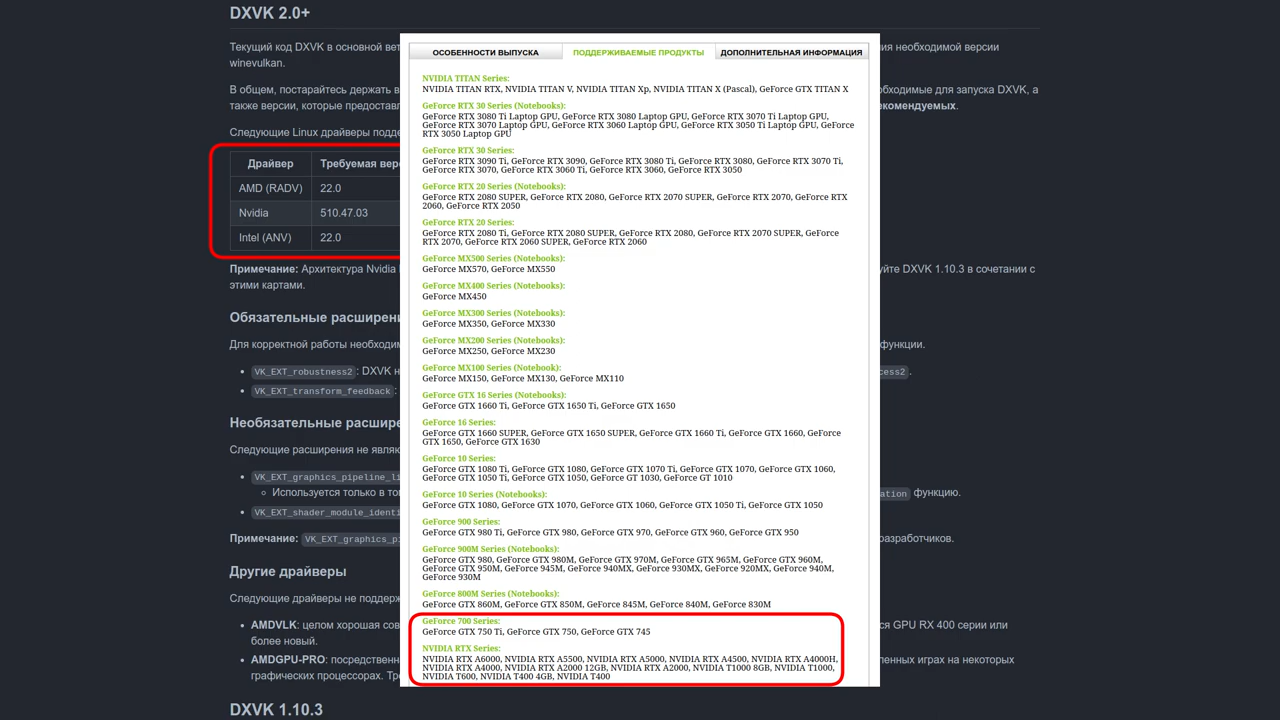 DXVK 2.0+
Текущий код DXVK в основной вет
ния необходимой версии
winevulkan.
В общем, постарайтесь держать в
обходимые для запуска DXVK, а
также версии, которые предоставл
екомендуемых.
Следующие Linux драйверы подде
Драйвер Требуемая вер
AMD (RADV) 22.0
Nvidia 510.47.03
Intel (ANV) 22.0
Примечание: Архитектура Nvidia
уйте DXVK 1.10.3 в сочетании с
этими картами.
Обязательные расширени
Для корректной работы необходим
функции.
VK_EXT_robustness2: DXVK н
cess2.
VK_EXT_transform_feedback:
Необязательные расшире
Следующие расширения не являю
VK_EXT_graphics_pipeline_li
Используется только в то
ation функцию.
VK_EXT_shader_module_identi
Примечание: VK_EXT_graphics_pi
разработчиков.
Другие драйверы
Следующие драйверы не поддерж
AMDVLK: целом хорошая сов
ся GPU RX 400 серии или
более новый.
AMDGPU-PRO: посредственна
ленных играх на некоторых
графических процессорах. Тре
DXVK 1.10.3
ОСОБЕННОСТИ ВЫПУСКА ПОДДЕРЖИВАЕМЫЕ ПРОДУКТЫ ДОПОЛНИТЕЛЬНАЯ ИНФОРМАЦИЯ
NVIDIA TITAN Series:
NVIDIA TITAN RTX, NVIDIA TITAN V, NVIDIA TITAN Xp, NVIDIA TITAN X (Pascal), GeForce GTX TITAN X
GeForce RTX 30 Series (Notebooks):
GeForce RTX 3080 Ti Laptop GPU, GeForce RTX 3080 Laptop GPU, GeForce RTX 3070 Ti Laptop GPU,
GeForce RTX 3070 Laptop GPU, GeForce RTX 3060 Laptop GPU, GeForce RTX 3050 Ti Laptop GPU, GeForce
RTX 3050 Laptop GPU
GeForce RTX 30 Series:
GeForce RTX 3090 Ti, GeForce RTX 3090, GeForce RTX 3080 Ti, GeForce RTX 3080, GeForce RTX 3070 Ti,
GeForce RTX 3070, GeForce RTX 3060 Ti, GeForce RTX 3060, GeForce RTX 3050
GeForce RTX 20 Series (Notebooks):
GeForce RTX 2080 SUPER, GeForce RTX 2080, GeForce RTX 2070 SUPER, GeForce RTX 2070, GeForce RTX
2060, GeForce RTX 2050
GeForce RTX 20 Series:
GeForce RTX 2080 Ti, GeForce RTX 2080 SUPER, GeForce RTX 2080, GeForce RTX 2070 SUPER, GeForce
RTX 2070, GeForce RTX 2060 SUPER, GeForce RTX 2060
GeForce MX500 Series (Notebooks):
GeForce MX570, GeForce MX550
GeForce MX400 Series (Notebooks):
GeForce MX450
GeForce MX300 Series (Notebooks):
GeForce MX350, GeForce MX330
GeForce MX200 Series (Notebooks):
GeForce MX250, GeForce MX230
GeForce MX100 Series (Notebook):
GeForce MX150, GeForce MX130, GeForce MX110
GeForce GTX 16 Series (Notebooks):
GeForce GTX 1660 Ti, GeForce GTX 1650 Ti, GeForce GTX 1650
GeForce 16 Series:
GeForce GTX 1660 SUPER, GeForce GTX 1650 SUPER, GeForce GTX 1660 Ti, GeForce GTX 1660, GeForce
GTX 1650, GeForce GTX 1630
GeForce 10 Series:
GeForce GTX 1080 Ti, GeForce GTX 1080, GeForce GTX 1070 Ti, GeForce GTX 1070, GeForce GTX 1060,
GeForce GTX 1050 Ti, GeForce GTX 1050, GeForce GT 1030, GeForce GT 1010
GeForce 10 Series (Notebooks):
GeForce GTX 1080, GeForce GTX 1070, GeForce GTX 1060, GeForce GTX 1050 Ti, GeForce GTX 1050
GeForce 900 Series:
GeForce GTX 980 Ti, GeForce GTX 980, GeForce GTX 970, GeForce GTX 960, GeForce GTX 950
GeForce 900M Series (Notebooks):
GeForce GTX 980, GeForce GTX 980M, GeForce GTX 970M, GeForce GTX 965M, GeForce GTX 960M,
GeForce GTX 950M, GeForce 945M, GeForce 940MX, GeForce 930MX, GeForce 920MX, GeForce 940M,
GeForce 930M
GeForce 800M Series (Notebooks):
GeForce GTX 860M, GeForce GTX 850M, GeForce 845M, GeForce 840M, GeForce 830M
GeForce 700 Series:
GeForce GTX 750 Ti, GeForce GTX 750, GeForce GTX 745
NVIDIA RTX Series:
NVIDIA RTX A6000, NVIDIA RTX A5500, NVIDIA RTX A5000, NVIDIA RTX A4500, NVIDIA RTX A4000H,
NVIDIA RTX A4000, NVIDIA RTX A2000 12GB, NVIDIA RTX A2000, NVIDIA T1000 8GB, NVIDIA T1000,
NVIDIA T600, NVIDIA T400 4GB, NVIDIA T400